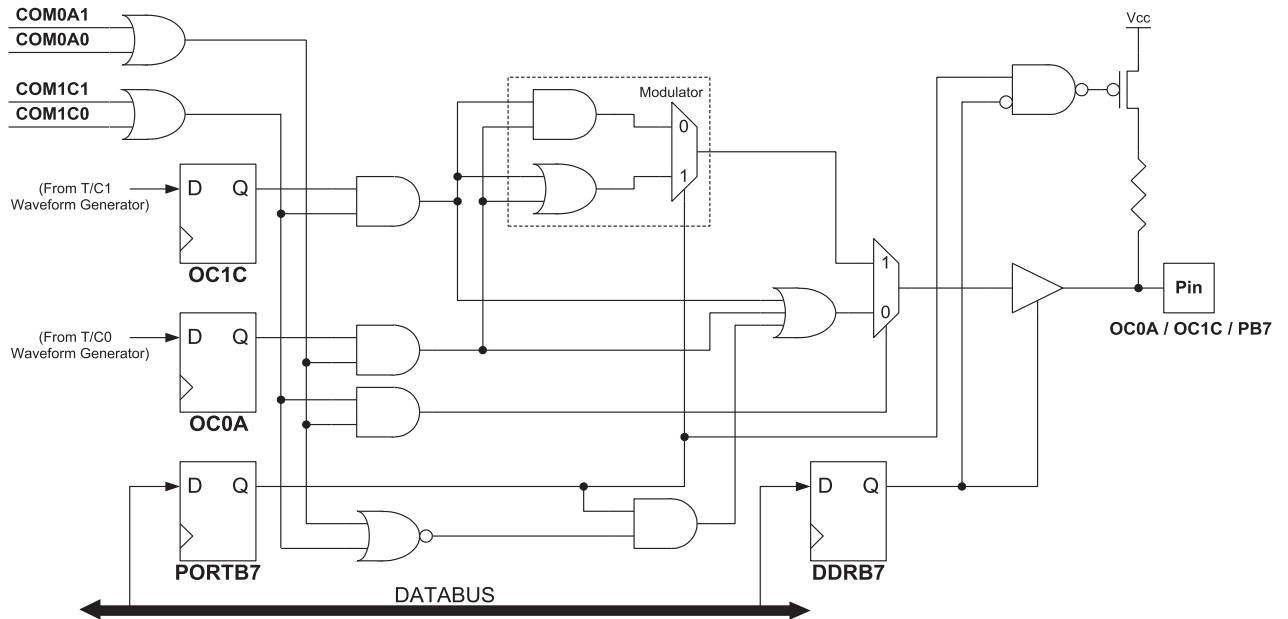 COM0A1
COM0A0
COM1C1
COM1C0
Vcc
Modulator
0
1
(From T/C1
Waveform Generator)
D Q
OC1C
1
0
Pin
OC0A / OC1C / PB7
(From T/C0
Waveform Generator)
D Q
OC0A
D Q
PORTB7
D Q
DDRB7
DATABUS